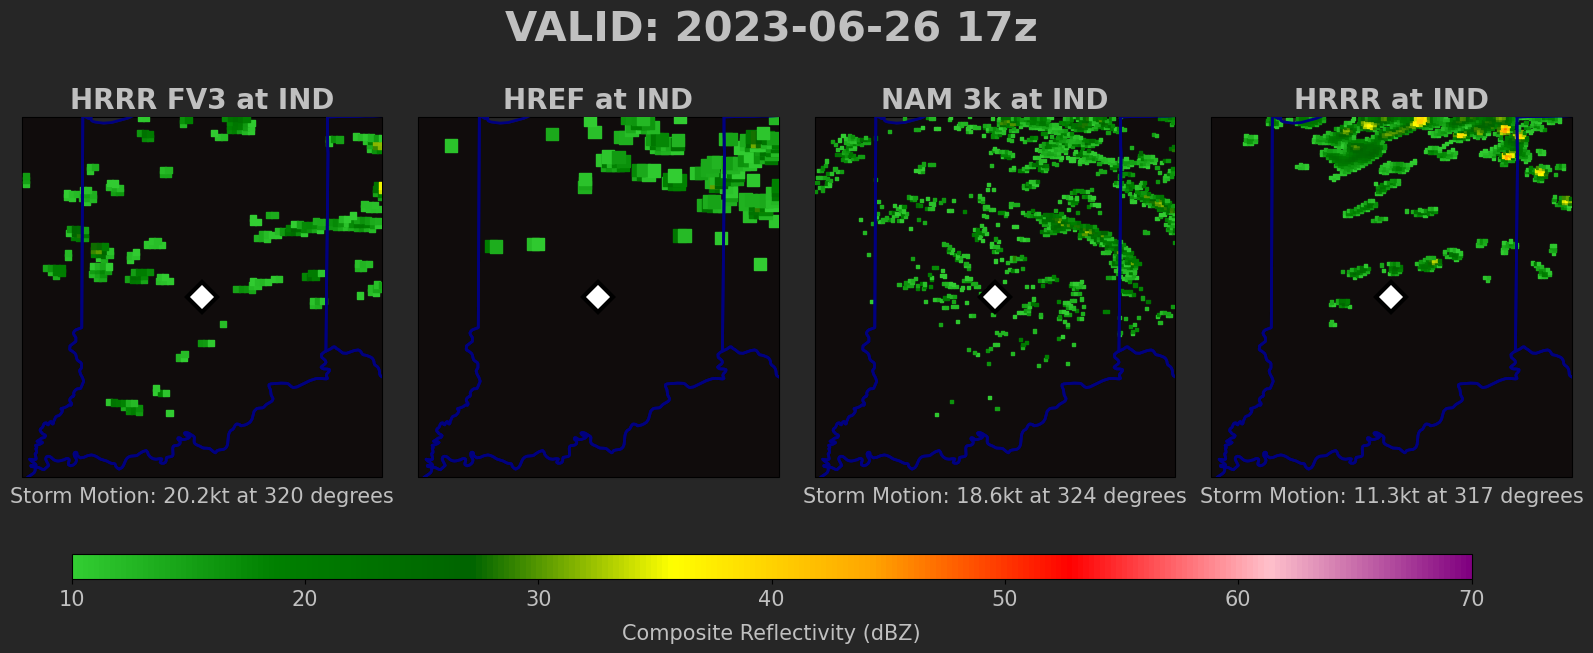 VALID: 2023-06-26 17z
HRRR FV3 at IND
HREF at IND
NAM 3k at IND
HRRR at IND
Storm Motion: 20.2kt at 320 degrees
Storm Motion: 18.6kt at 324 degrees
Storm Motion: 11.3kt at 317 degrees
10 20 30 40 50 60 70
Composite Reflectivity (dBZ)